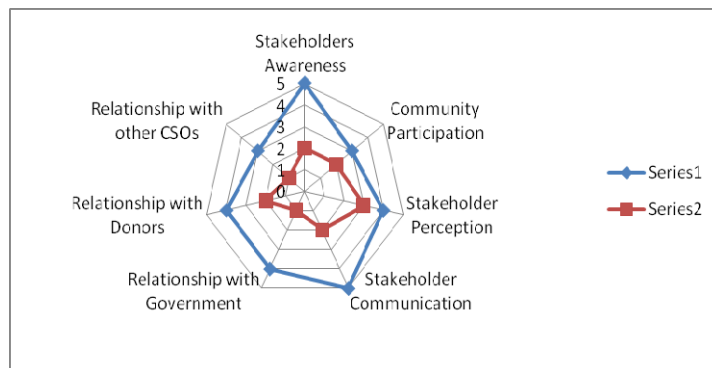 Stakeholders
Awareness
5
4
3
2
1
0
Community
Participation
Stakeholder
Perception
Stakeholder
Communication
Relationship with
Government
Relationship with
Donors
Relationship with
other CSOs
Series1
Series2